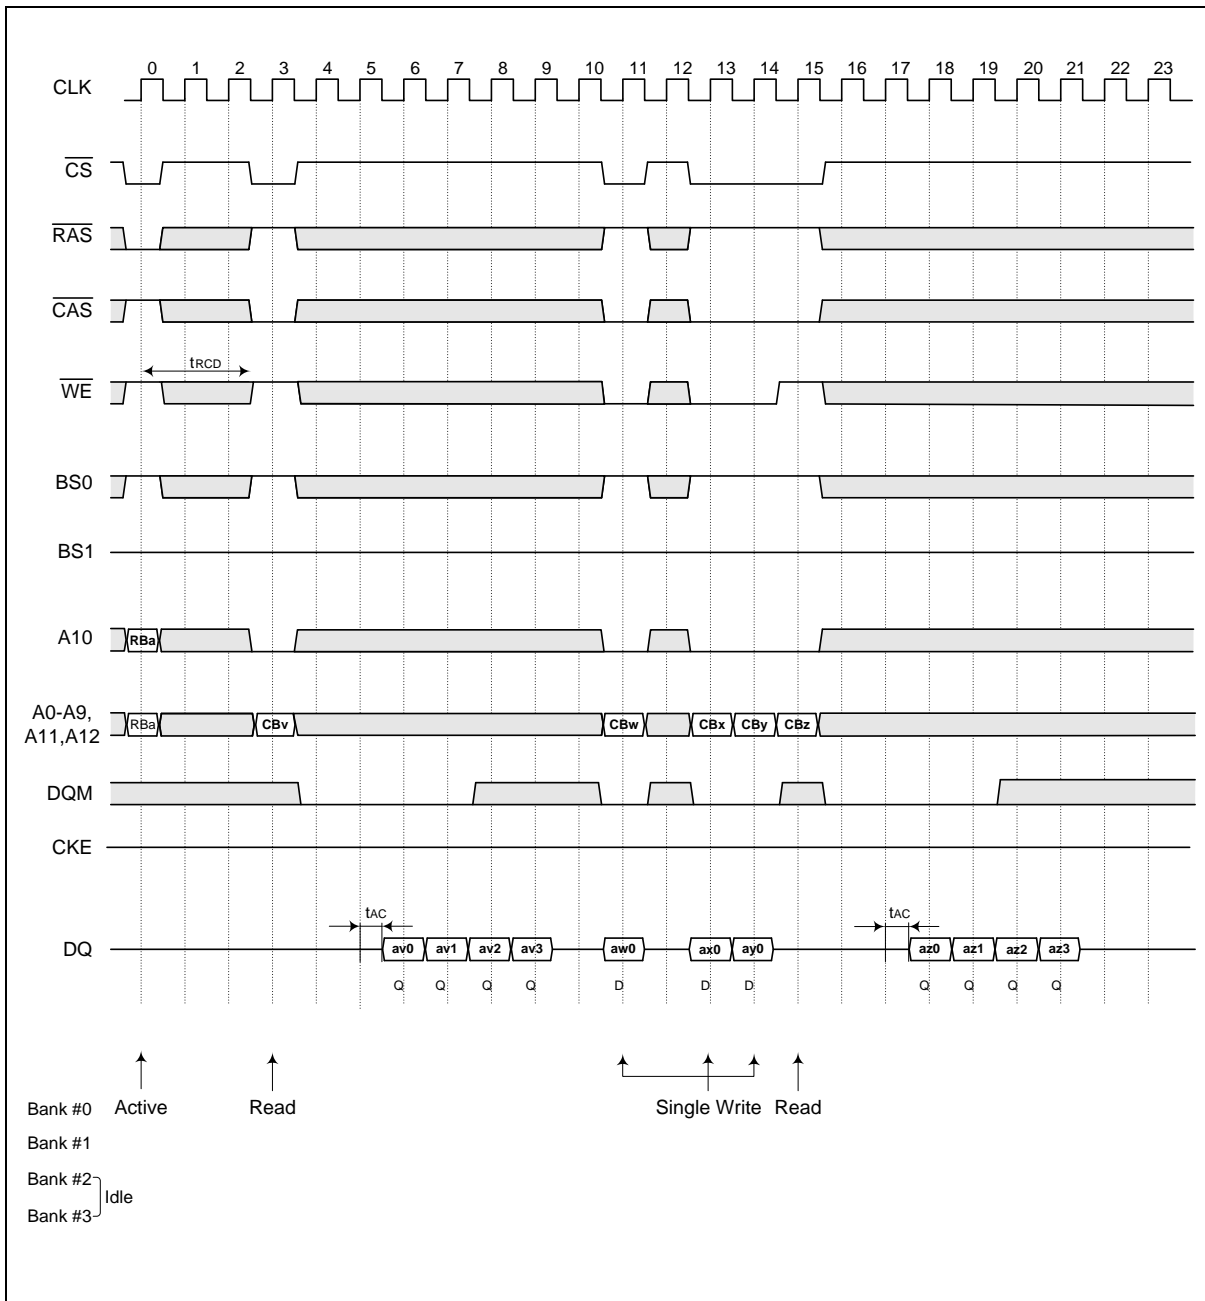 0 1 2 3 4 5 6 7 8 9 10 11 12 13 14 15 16 17 18 19 20 21 22 23
CLK
CS
RAS
CAS
tRCD
WE
BS0
BS1
A10 RBa
A0-A9,
A11,A12
RBa CBv CBw CBx CBy CBz
DQM
CKE
tAC tAC
DQ av0 av1 av2 av3 aw0 ax0 ay0 az0 az1 az2 az3
Q Q Q Q D D D Q Q Q Q
Bank #0 Active Read Single Write Read
Bank #1
Bank #2
Idle
Bank #3